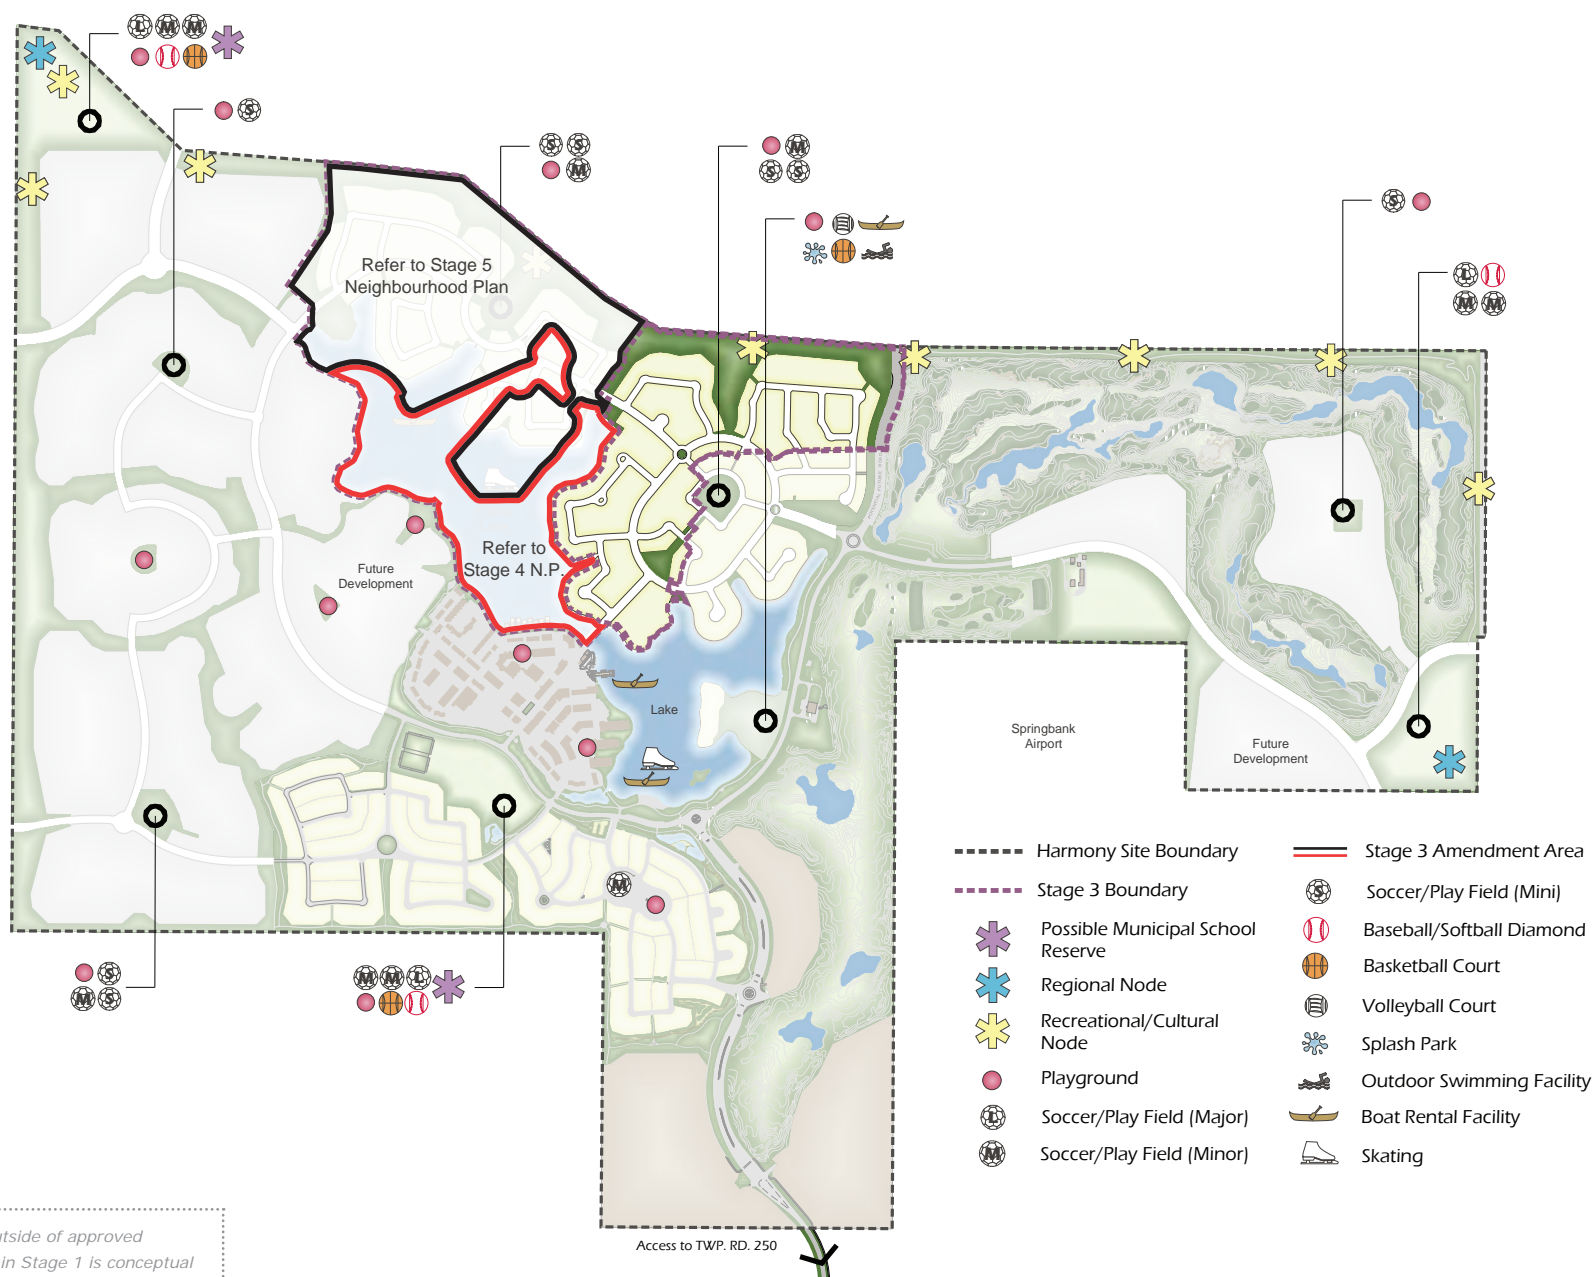 L M M
S
S S
M
M
S S
S
L
M M
Refer to Stage 5
Neighbourhood Plan
Refer to
Stage 4 N.P.
Future
Development
Lake
Springbank
Airport
Future
Development
M
S
M S
M M L
Harmony Site Boundary
Stage 3 Boundary
Possible Municipal School
Reserve
Regional Node
Recreational/Cultural
Node
Playground
L Soccer/Play Field (Major)
M Soccer/Play Field (Minor)
Stage 3 Amendment Area
S Soccer/Play Field (Mini)
Baseball/Softball Diamond
Basketball Court
Volleyball Court
Splash Park
Outdoor Swimming Facility
Boat Rental Facility
Skating
Access to TWP. RD. 250
utside of approved
in Stage 1 is conceptual